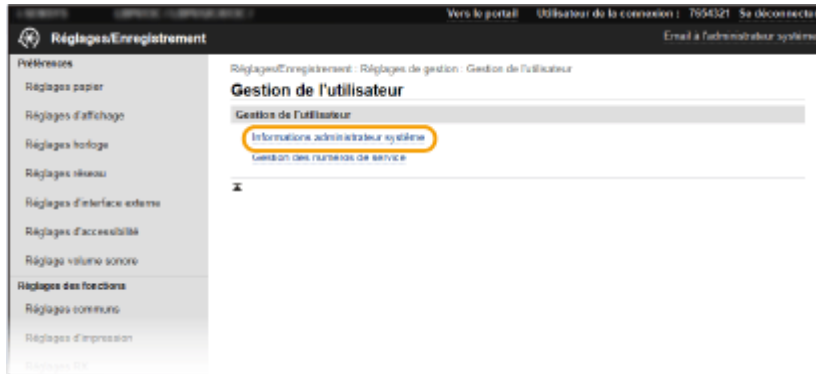 Vers le portail Utilisateur de la connexion : 7654321 Se déconnecter
Réglages/Enregistrement
Email à l'administrateur système
Préférences
Réglages papier
Réglages d'affichage
Réglages horloge
Réglages réseau
Réglages d'interface externe
Réglages d'accessibilité
Réglage volume sonore
Réglages des fonctions
Réglages communs
Réglages d'impression
Réglages/Enregistrement : Réglages de gestion : Gestion de l'utilisateur
Gestion de l'utilisateur
Gestion de l'utilisateur
Informations administrateur système
Gestion des numéros de service